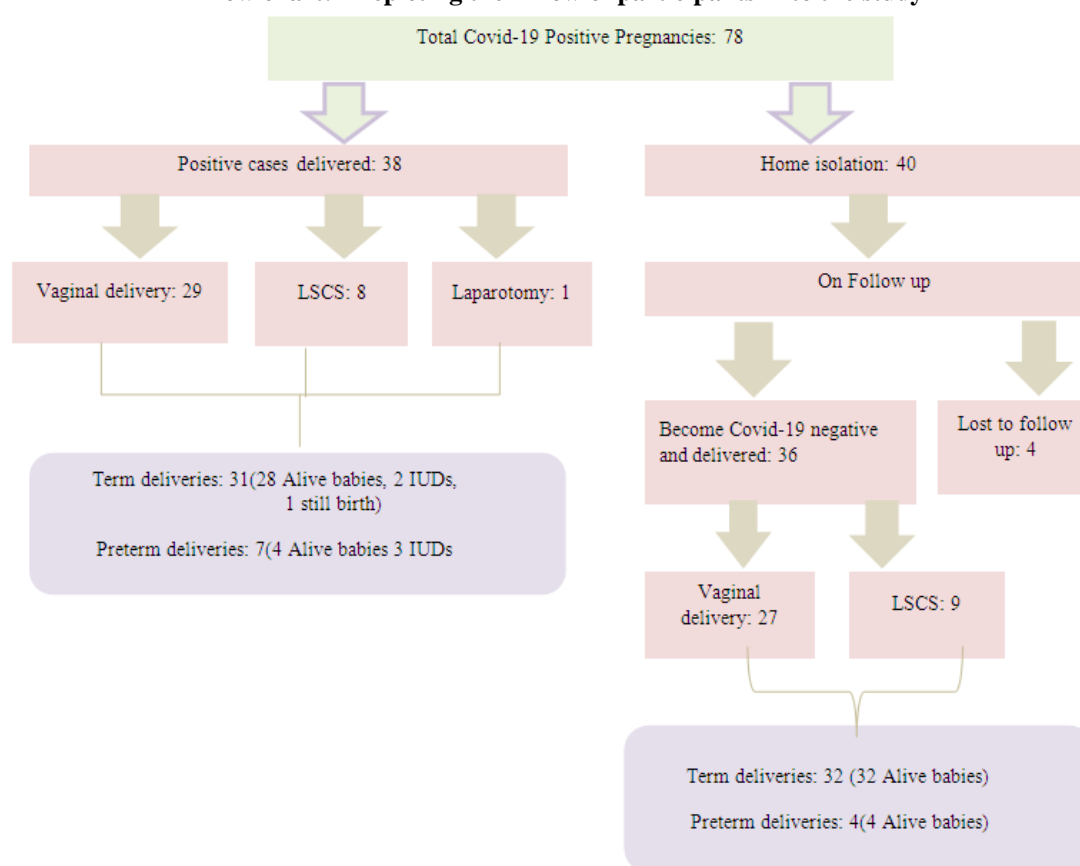 Total Covid-19 Positive Pregnancies: 78
Positive cases delivered: 38
Home isolation: 40
Vaginal delivery: 29
LSCS: 8
Laparotomy: 1
On Follow up
Become Covid-19 negative
and delivered: 36
Lost to follow
up: 4
Term deliveries: 31(28 Alive babies, 2 IUDs,
1 still birth)
Preterm deliveries: 7(4 Alive babies 3 IUDs
Vaginal
delivery: 27
LSCS: 9
Term deliveries: 32 (32 Alive babies)
Preterm deliveries: 4(4 Alive babies)